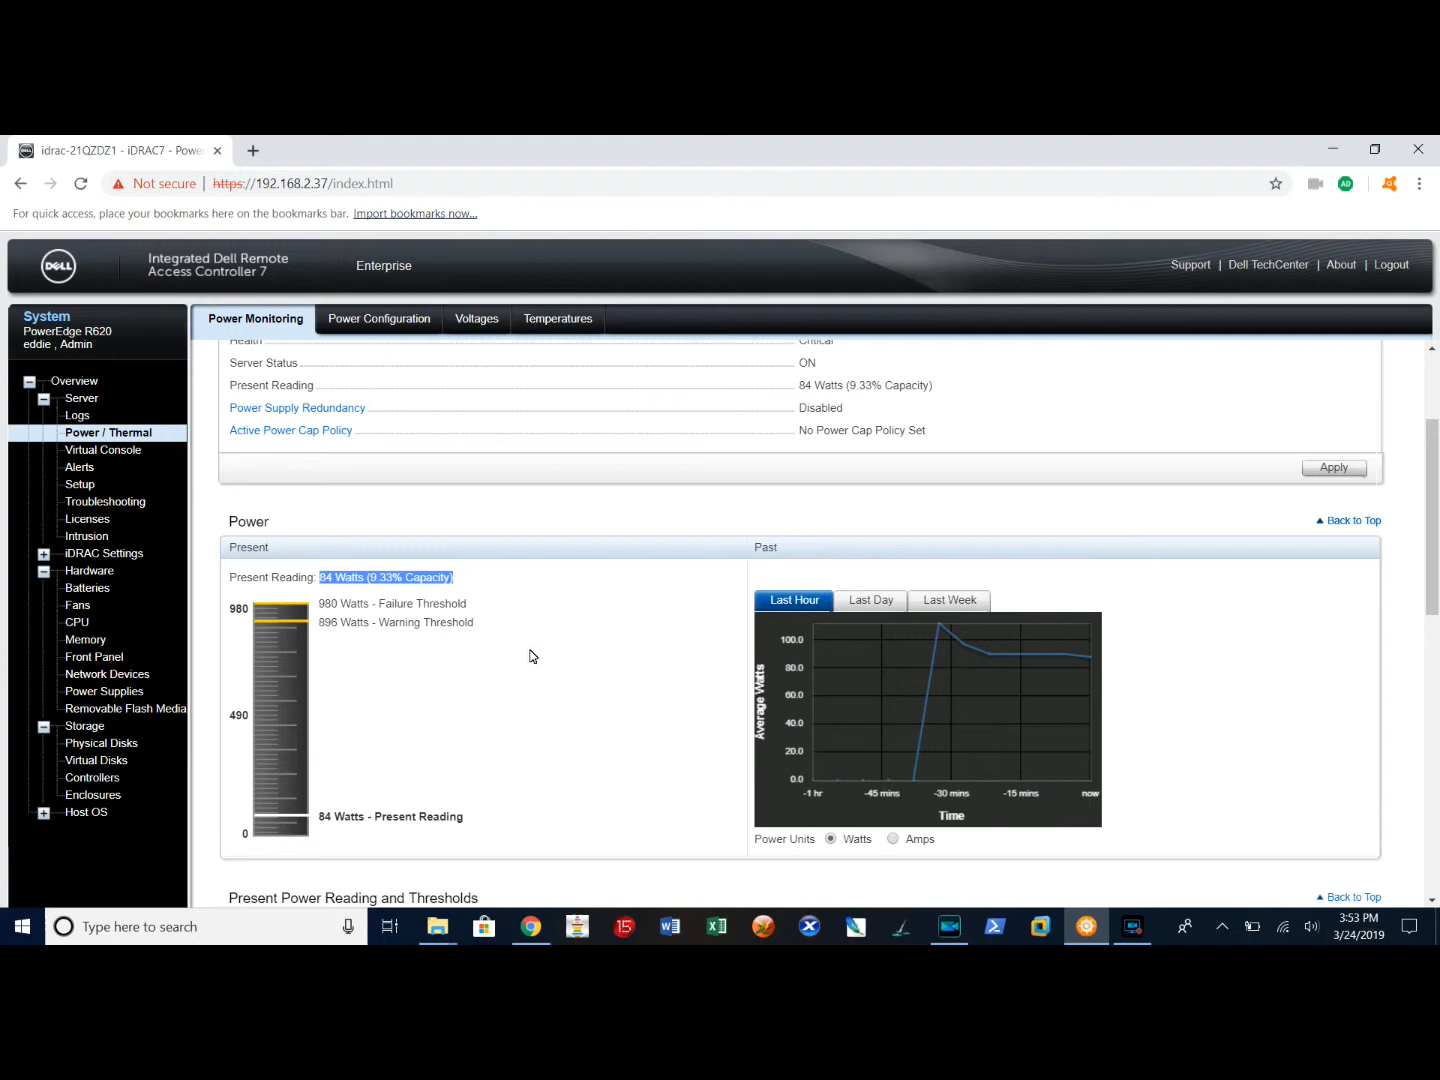 idrac-21QZDZ1 - iDRAC7 - Powe
Not secure | https://192.168.2.37/index.html
AD
For quick access, place your bookmarks here on the bookmarks bar. Import bookmarks now...
DELL
Integrated Dell Remote
Access Controller 7
Enterprise
Support | Dell TechCenter | About | Logout
System
PowerEdge R620
eddie , Admin
Overview
Server
Logs
Power / Thermal
Virtual Console
Alerts
Setup
Troubleshooting
Licenses
Intrusion
iDRAC Settings
Hardware
Batteries
Fans
CPU
Memory
Front Panel
Network Devices
Power Supplies
Removable Flash Media
Storage
Physical Disks
Virtual Disks
Controllers
Enclosures
Host OS
Power Monitoring
Power Configuration
Voltages
Temperatures
Health Critical
Server Status ON
Present Reading 84 Watts (9.33% Capacity)
Power Supply Redundancy Disabled
Active Power Cap Policy No Power Cap Policy Set
Apply
Power
Back to Top
Present
Present Reading: 84 Watts (9.33% Capacity)
980
980 Watts - Failure Threshold
896 Watts - Warning Threshold
490
84 Watts - Present Reading
0
Past
Last Hour
Last Day
Last Week
Average Watts
100.0
80.0
60.0
40.0
20.0
0.0
-1 hr
-45 mins
-30 mins
-15 mins
now
Time
Power Units Watts Amps
Present Power Reading and Thresholds
Back to Top
Type here to search
15
3:53 PM
3/24/2019